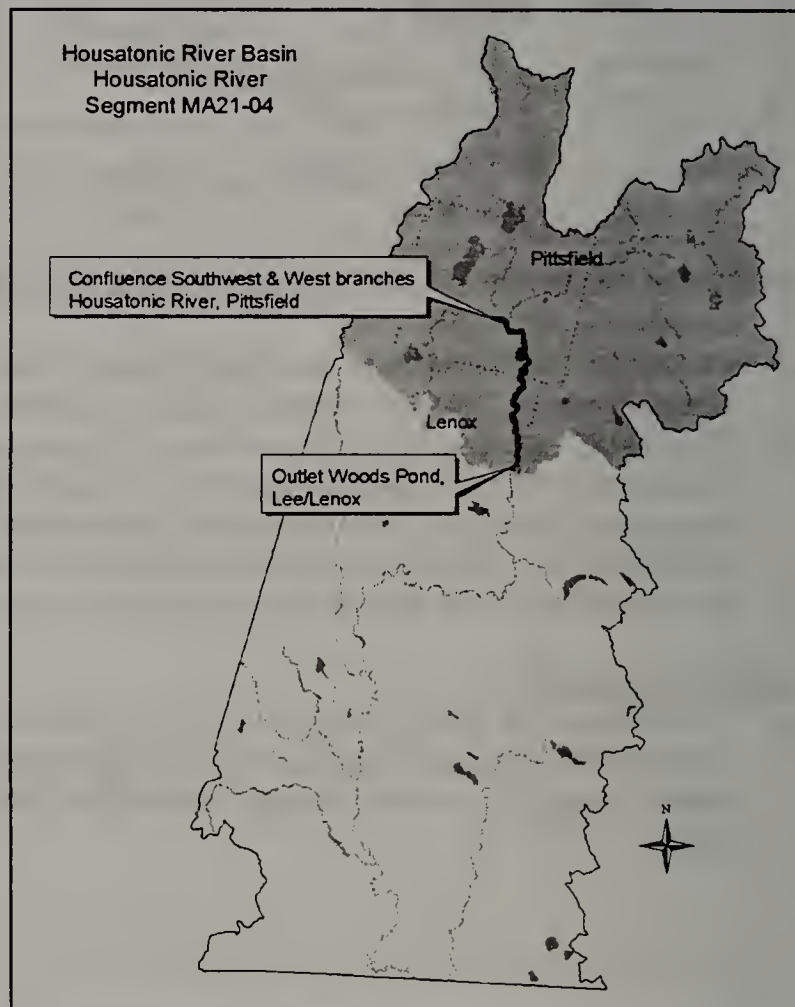 Housatonic River Basin
Housatonic River
Segment MA21-04
Pittsfield
Confluence Southwest & West branches
Housatonic River, Pittsfield
Lenox
Outlet Woods Pond,
Lee/Lenox
N